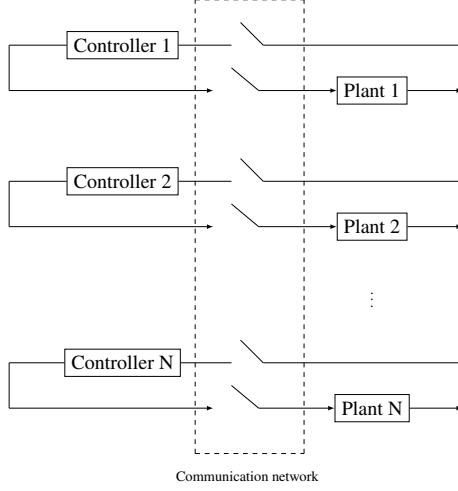 Controller 1
Plant 1
Controller 2
Plant 2
⋮
Controller N
Plant N
Communication network